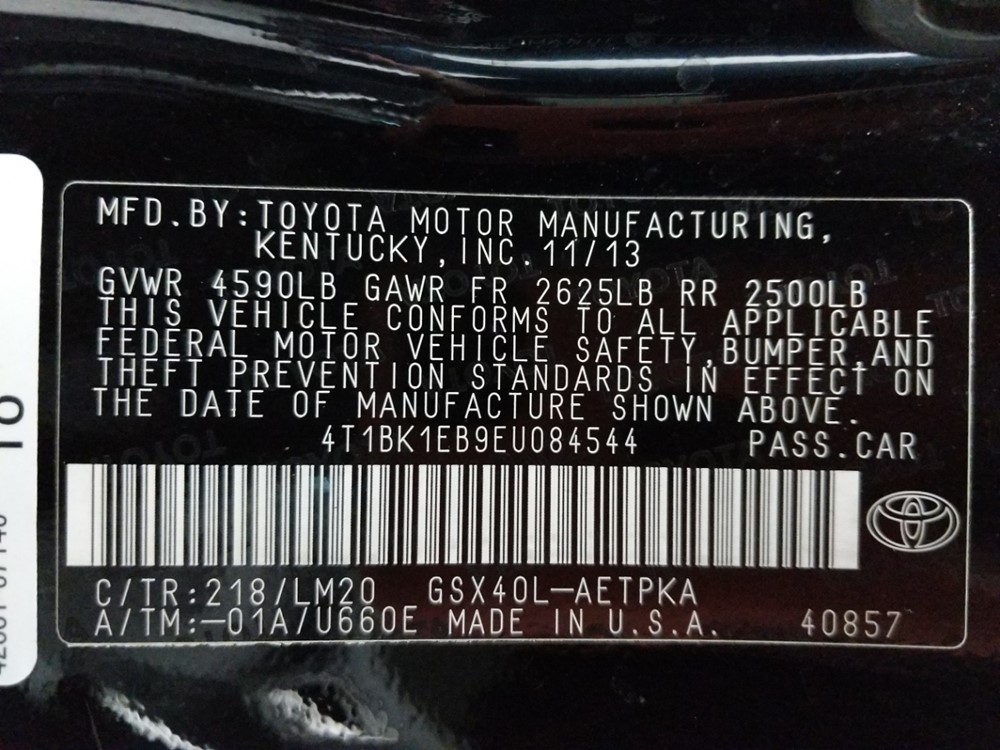 MFD.BY:TOYOTA MOTOR MANUFACTURING,
KENTUCKY,INC.11/13
GVWR 4590LB GAWR FR 2625LB RR 2500LB
THIS VEHICLE CONFORMS TO ALL APPLICABLE
FEDERAL MOTOR VEHICLE SAFETY,BUMPER,AND
THEFT PREVENTION STANDARDS IN EFFECT ON
THE DATE OF MANUFACTURE SHOWN ABOVE.
4T1BK1EB9EU084544 PASS.CAR
C/TR:218/LM20 GSX40L-AETPKA
A/TM:-01A/U660E MADE IN U.S.A. 40857